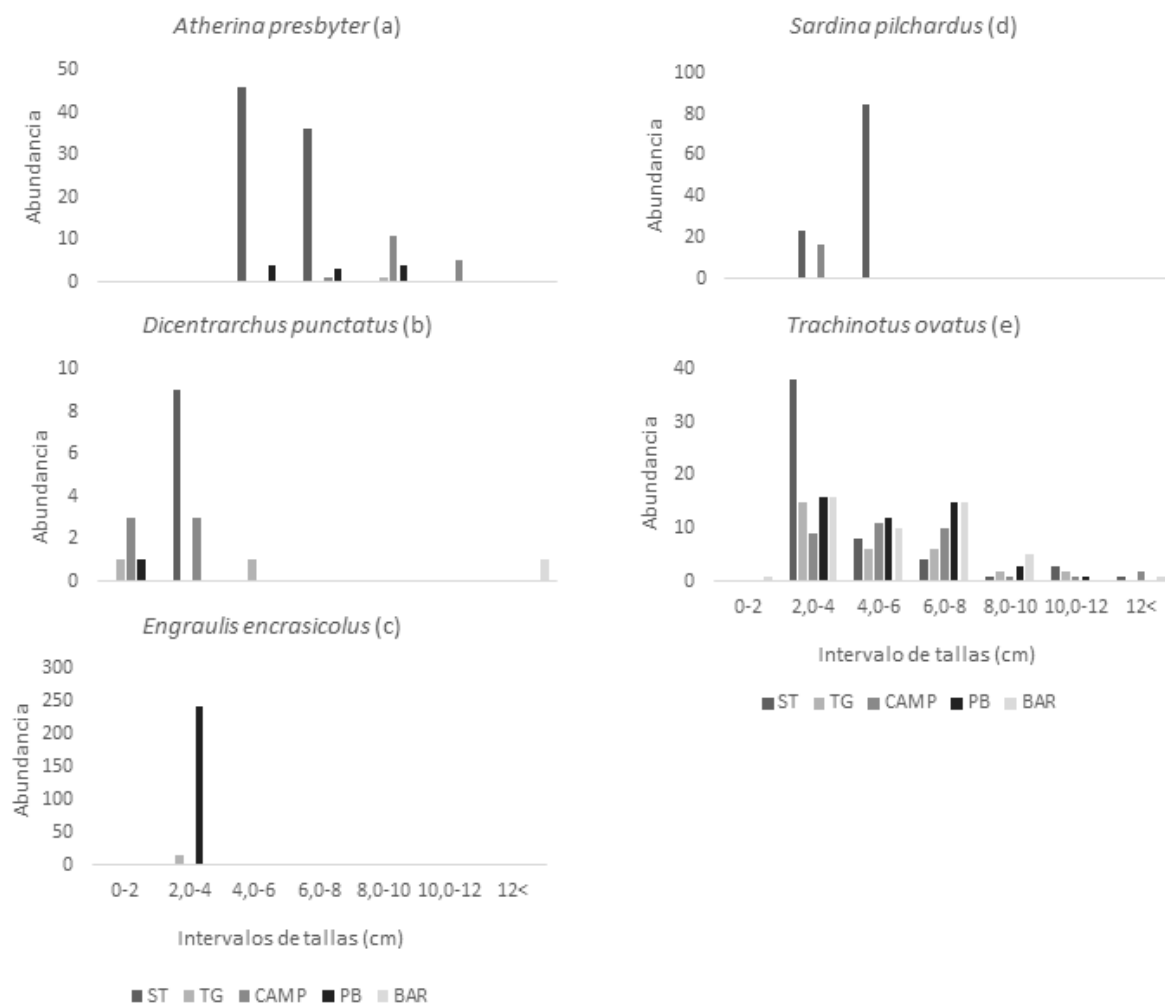 Atherina presbyter (a)
50
40
30
20
10
0
Abundancia
Dicentrarchus punctatus (b)
10
8
6
4
2
0
Abundancia
Engraulis encrasicolus (c)
300
250
200
150
100
50
0
Abundancia
0-2 2,0-4 4,0-6 6,0-8 8,0-10 10,0-12 12<
Intervalos de tallas (cm)
ST TG CAMP PB BAR
Sardina pilchardus (d)
100
80
60
40
20
0
Abundancia
Trachinotus ovatus (e)
40
30
20
10
0
Abundancia
0-2 2,0-4 4,0-6 6,0-8 8,0-10 10,0-12 12<
Intervalo de tallas (cm)
ST TG CAMP PB BAR